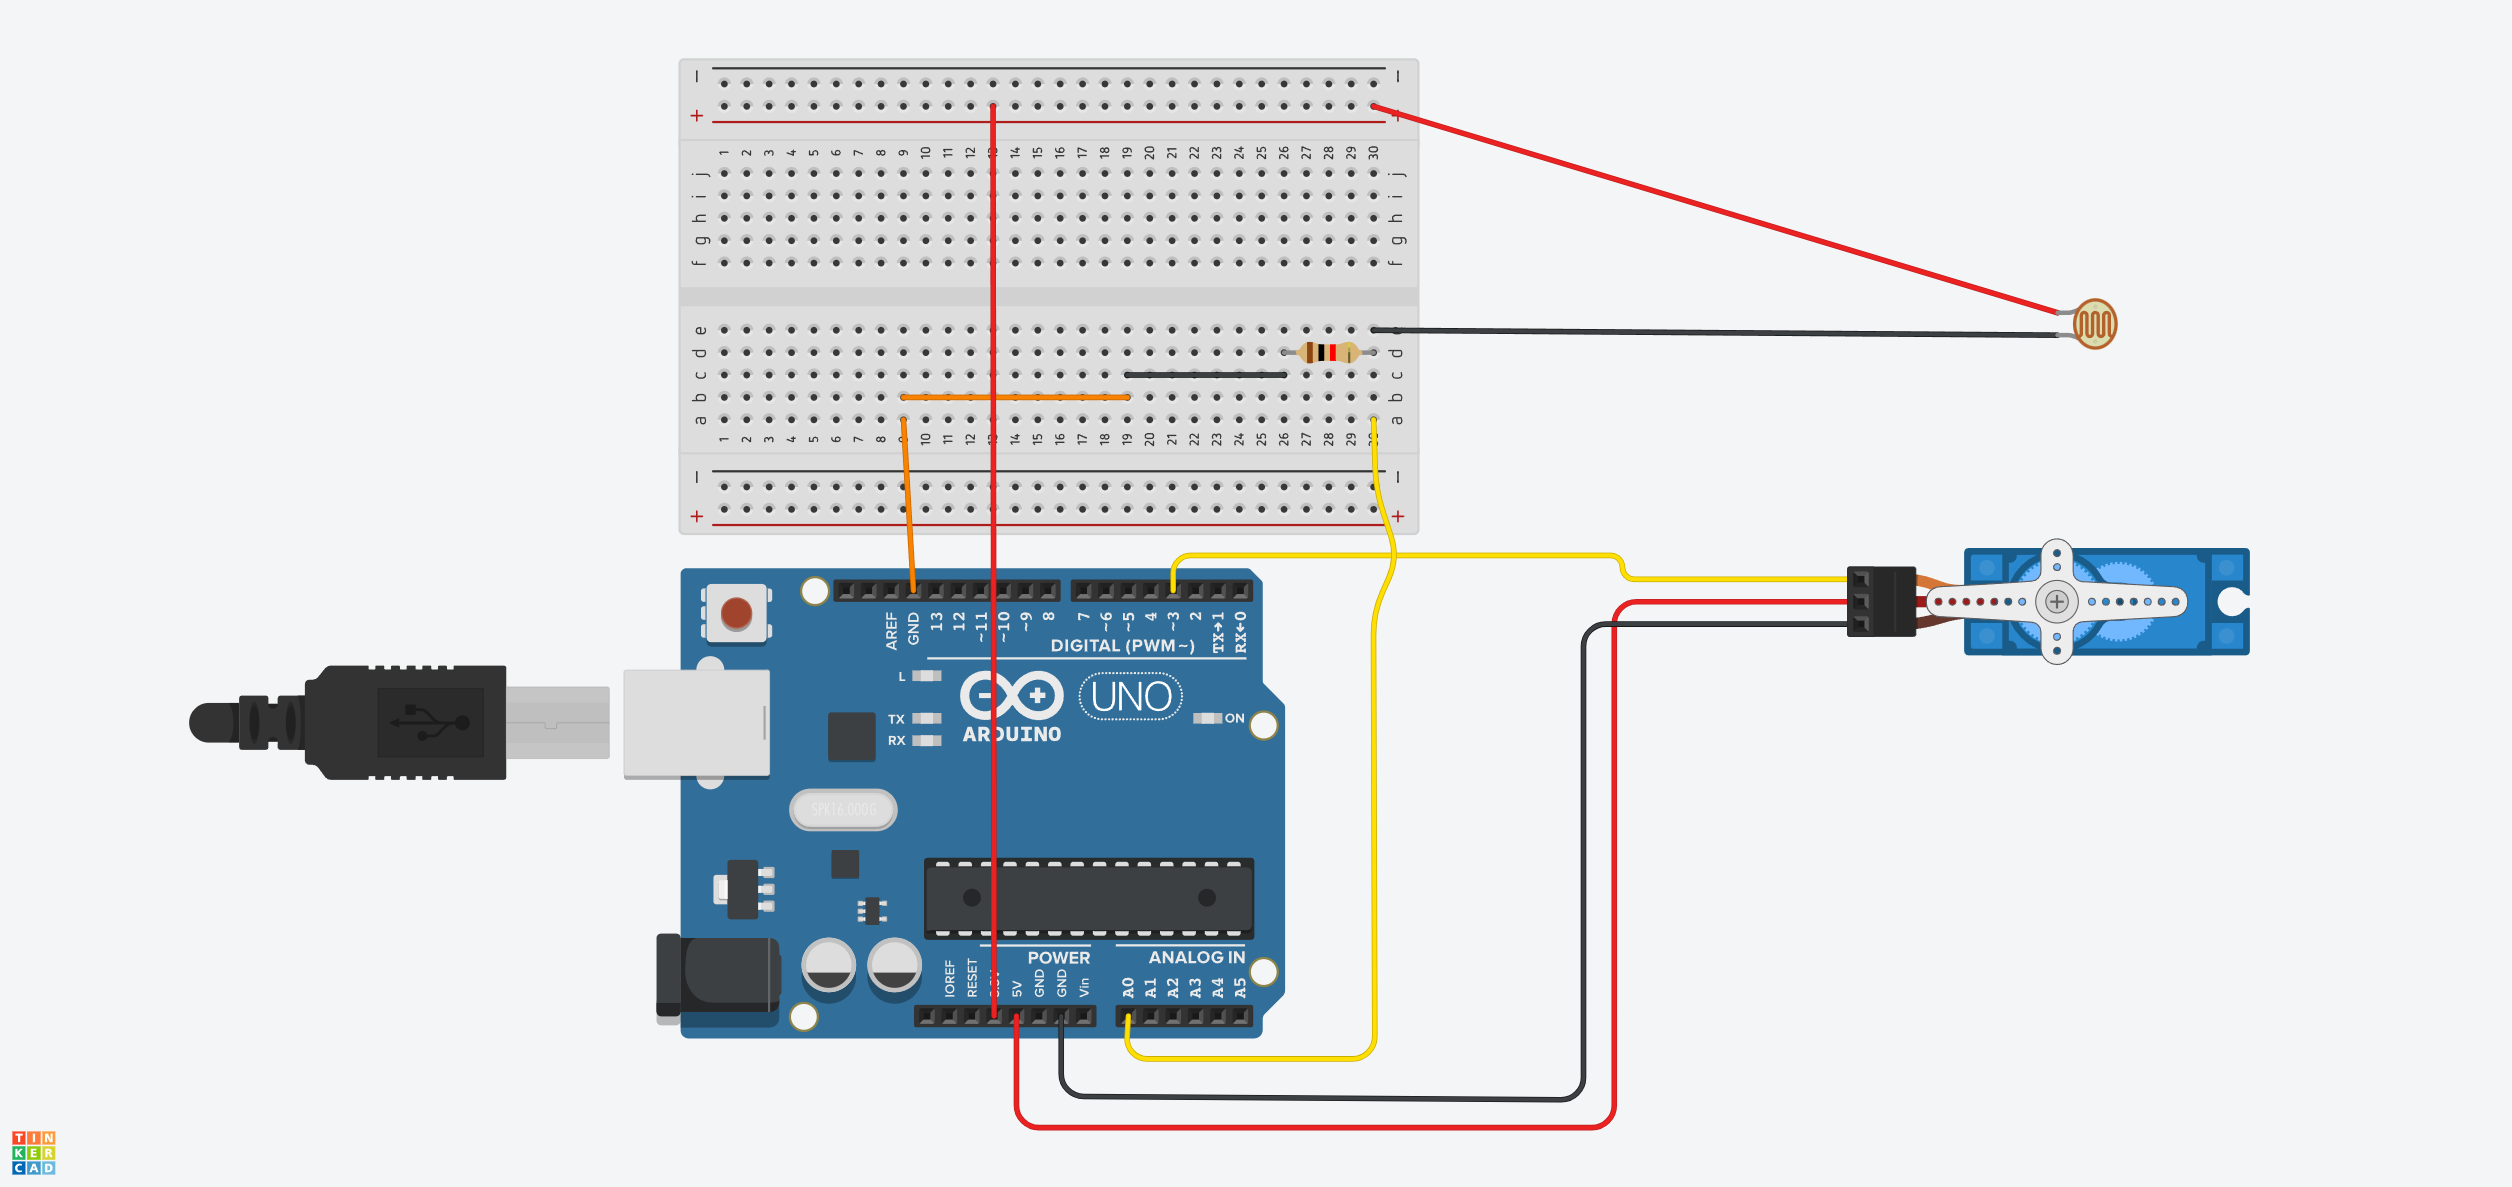 1 2 3 4 5 6 7 8 9 10 11 12 13 14 15 16 17 18 19 20 21 22 23 24 25 26 27 28 29 30
j j
i i
h h
g g
f f
e
d d
c c
b b
a a
1 2 3 4 5 6 7 8 10 11 12 13 14 15 16 17 18 19 20 21 22 23 24 25 26 27 28 29 30
AREF GND 13 12 ~11 ~10 ~9 8 7 ~6 ~5 4 ~3 2 TX→1 RX←0
DIGITAL (PWM ~)
L
UNO
TX ON
RX ARDUINO
SPK16.000G
POWER ANALOG IN
IOREF RESET 5V GND GND Vin A0 A1 A2 A3 A4 A5
TIN
KER
CAD